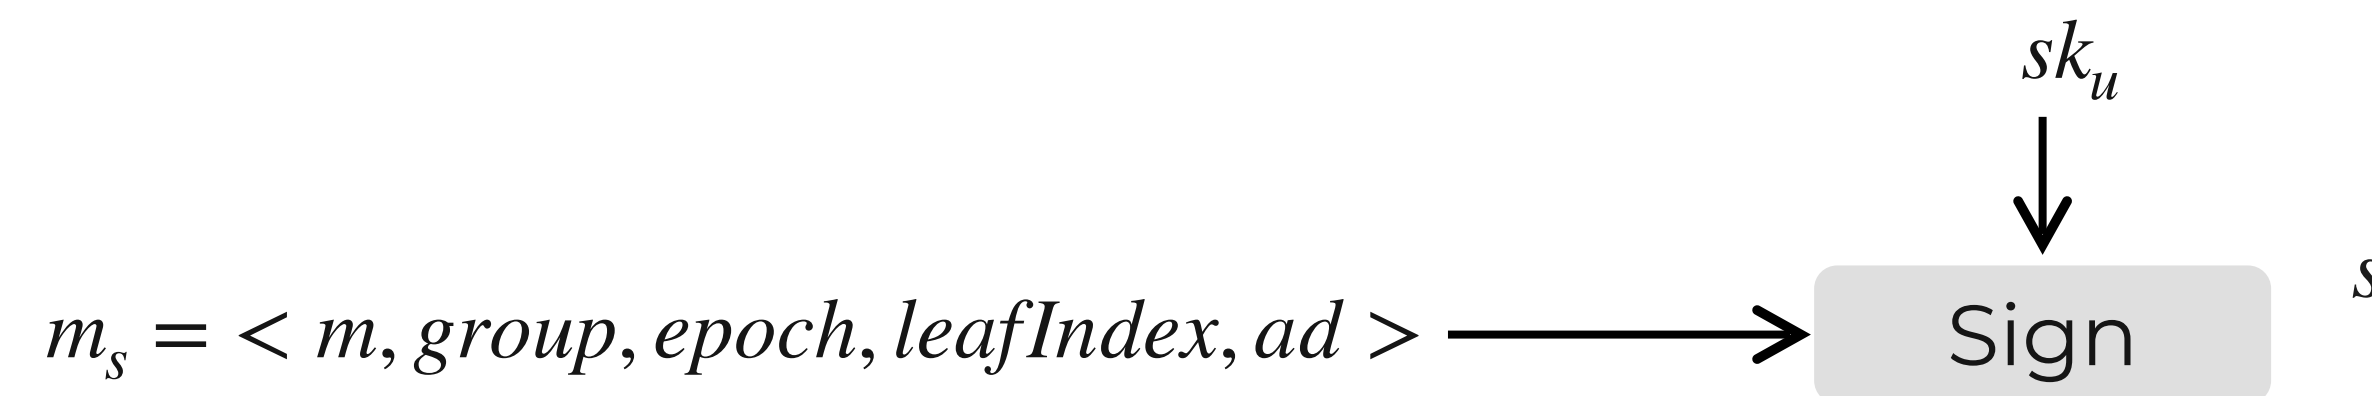 sk_u
m_s = < m, group, epoch, leafIndex, ad >
Sign